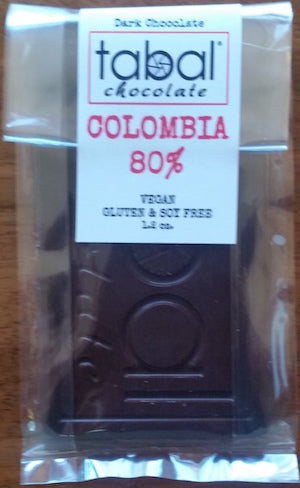 Dark Chocolate
tabal
chocolate
COLOMBIA
80%
VEGAN
GLUTEN & SOY FREE
1.2 oz.